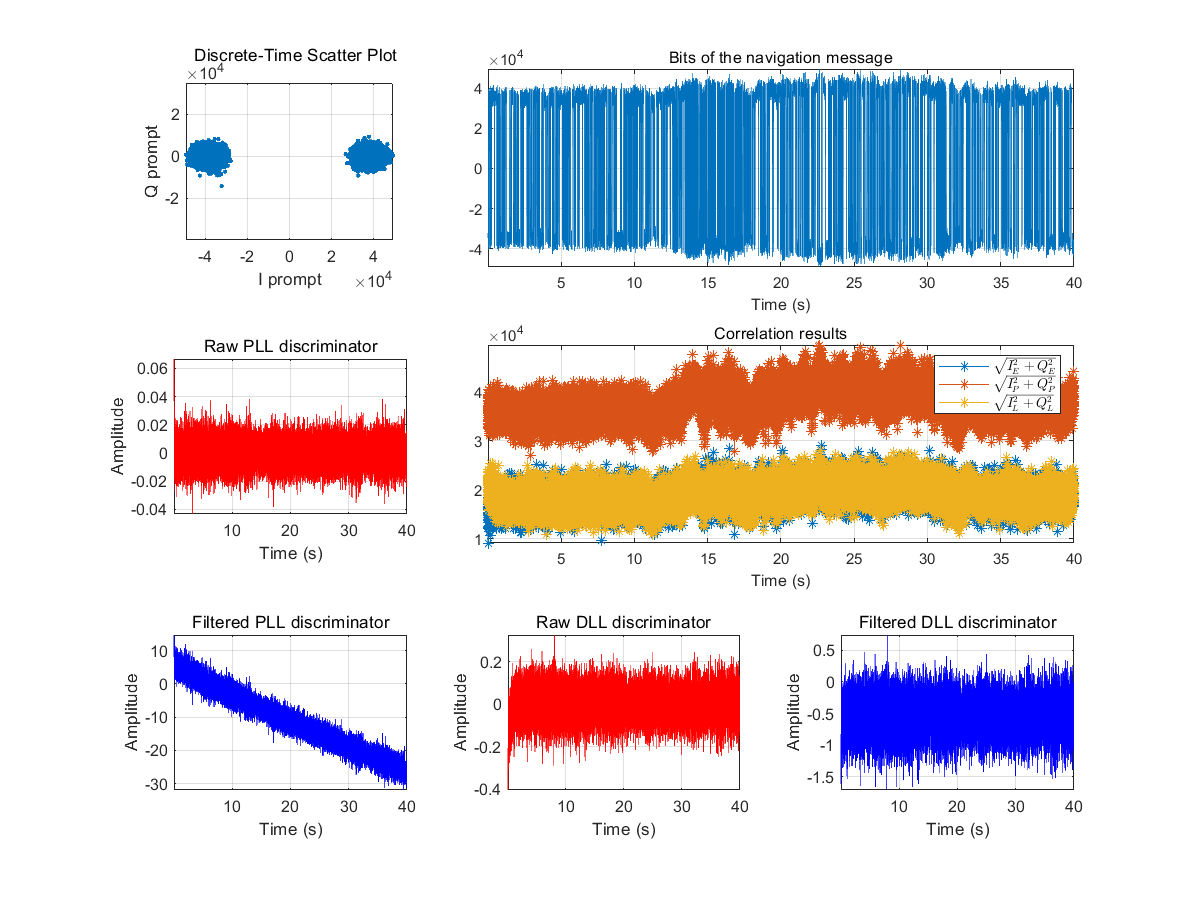 Discrete-Time Scatter Plot
×10^4
2
0
-2
Q prompt
-4 -2 0 2 4
I prompt
×10^4
Bits of the navigation message
×10^4
4
2
0
-2
-4
5 10 15 20 25 30 35 40
Time (s)
Raw PLL discriminator
0.06
0.04
0.02
0
-0.02
-0.04
Amplitude
10 20 30 40
Time (s)
Correlation results
×10^4
4
3
2
1
√I_E^2 + Q_E^2
√I_P^2 + Q_P^2
√I_L^2 + Q_L^2
5 10 15 20 25 30 35 40
Time (s)
Filtered PLL discriminator
10
0
-10
-20
-30
Amplitude
10 20 30 40
Time (s)
Raw DLL discriminator
0.2
0
-0.2
-0.4
Amplitude
10 20 30 40
Time (s)
Filtered DLL discriminator
0.5
0
-0.5
-1
-1.5
Amplitude
10 20 30 40
Time (s)